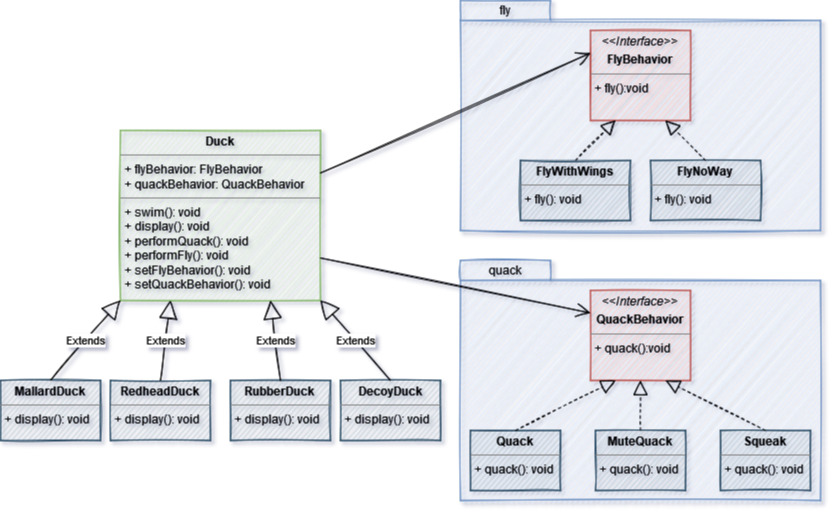 fly
<<Interface>>
FlyBehavior
+ fly():void
FlyWithWings
+ fly(): void
FlyNoWay
+ fly(): void
Duck
+ flyBehavior: FlyBehavior
+ quackBehavior: QuackBehavior
+ swim(): void
+ display(): void
+ performQuack(): void
+ performFly(): void
+ setFlyBehavior(): void
+ setQuackBehavior(): void
Extends
Extends
Extends
Extends
MallardDuck
+ display(): void
RedheadDuck
+ display(): void
RubberDuck
+ display(): void
DecoyDuck
+ display(): void
quack
<<Interface>>
QuackBehavior
+ quack():void
Quack
+ quack(): void
MuteQuack
+ quack(): void
Squeak
+ quack(): void